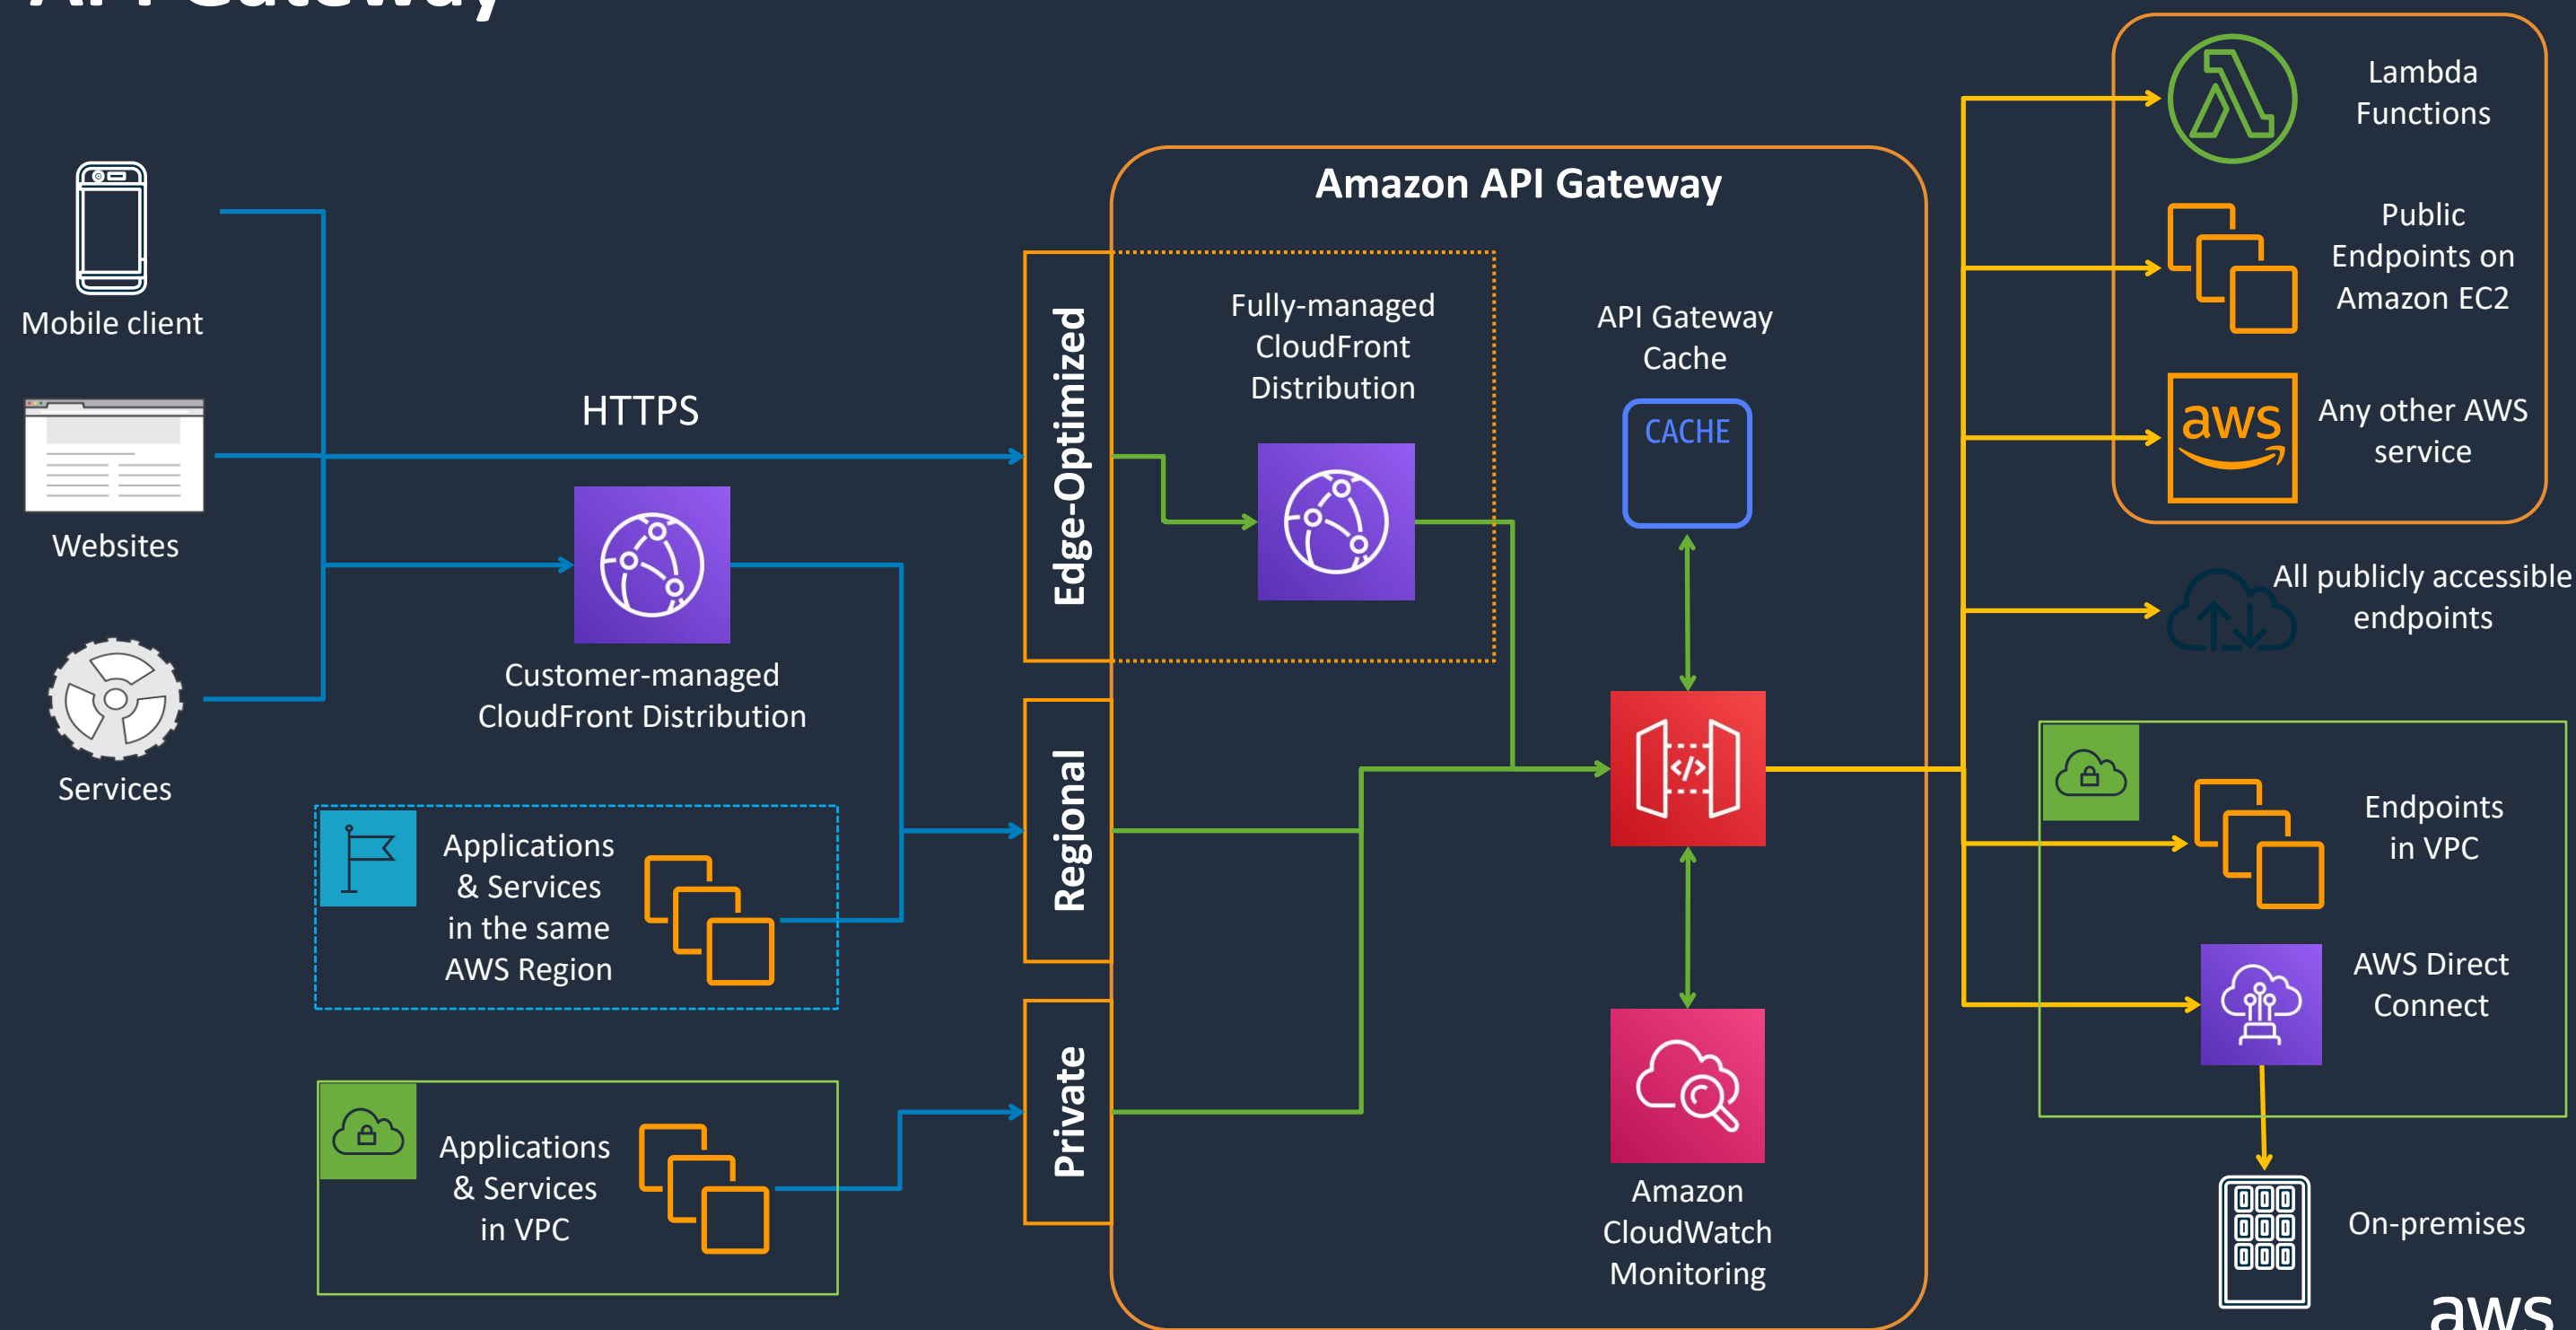 API Gateway
Mobile client
Websites
Services
HTTPS
Customer-managed
CloudFront Distribution
Applications
& Services
in the same
AWS Region
Applications
& Services
in VPC
Edge-Optimized
Regional
Private
Amazon API Gateway
Fully-managed
CloudFront
Distribution
API Gateway
Cache
CACHE
Amazon
CloudWatch
Monitoring
Lambda
Functions
Public
Endpoints on
Amazon EC2
aws
Any other AWS
service
All publicly accessible
endpoints
Endpoints
in VPC
AWS Direct
Connect
On-premises
aws